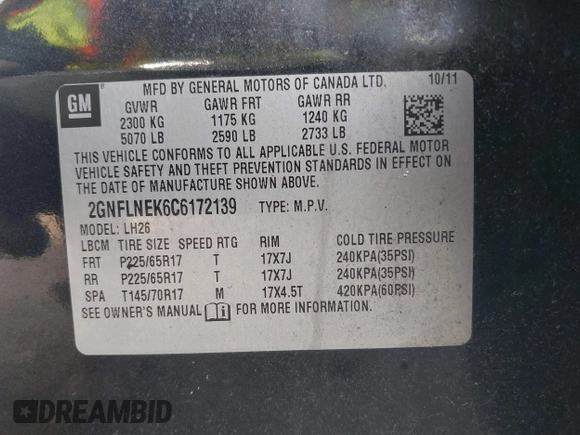 MFD BY GENERAL MOTORS OF CANADA LTD. 10/11
GM
GVWR GAWR FRT GAWR RR
2300 KG 1175 KG 1240 KG
5070 LB 2590 LB 2733 LB
THIS VEHICLE CONFORMS TO ALL APPLICABLE U.S. FEDERAL MOTOR
VEHICLE SAFETY AND THEFT PREVENTION STANDARDS IN EFFECT ON
THE DATE OF MANUFACTURE SHOWN ABOVE.
2GNFLNEK6C6172139 TYPE: M.P.V.
MODEL: LH26
LBCM TIRE SIZE SPEED RTG RIM COLD TIRE PRESSURE
FRT P225/65R17 T 17X7J 240KPA(35PSI)
RR P225/65R17 T 17X7J 240KPA(35PSI)
SPA T145/70R17 M 17X4.5T 420KPA(60PSI)
SEE OWNER'S MANUAL FOR MORE INFORMATION.
DREAMBID